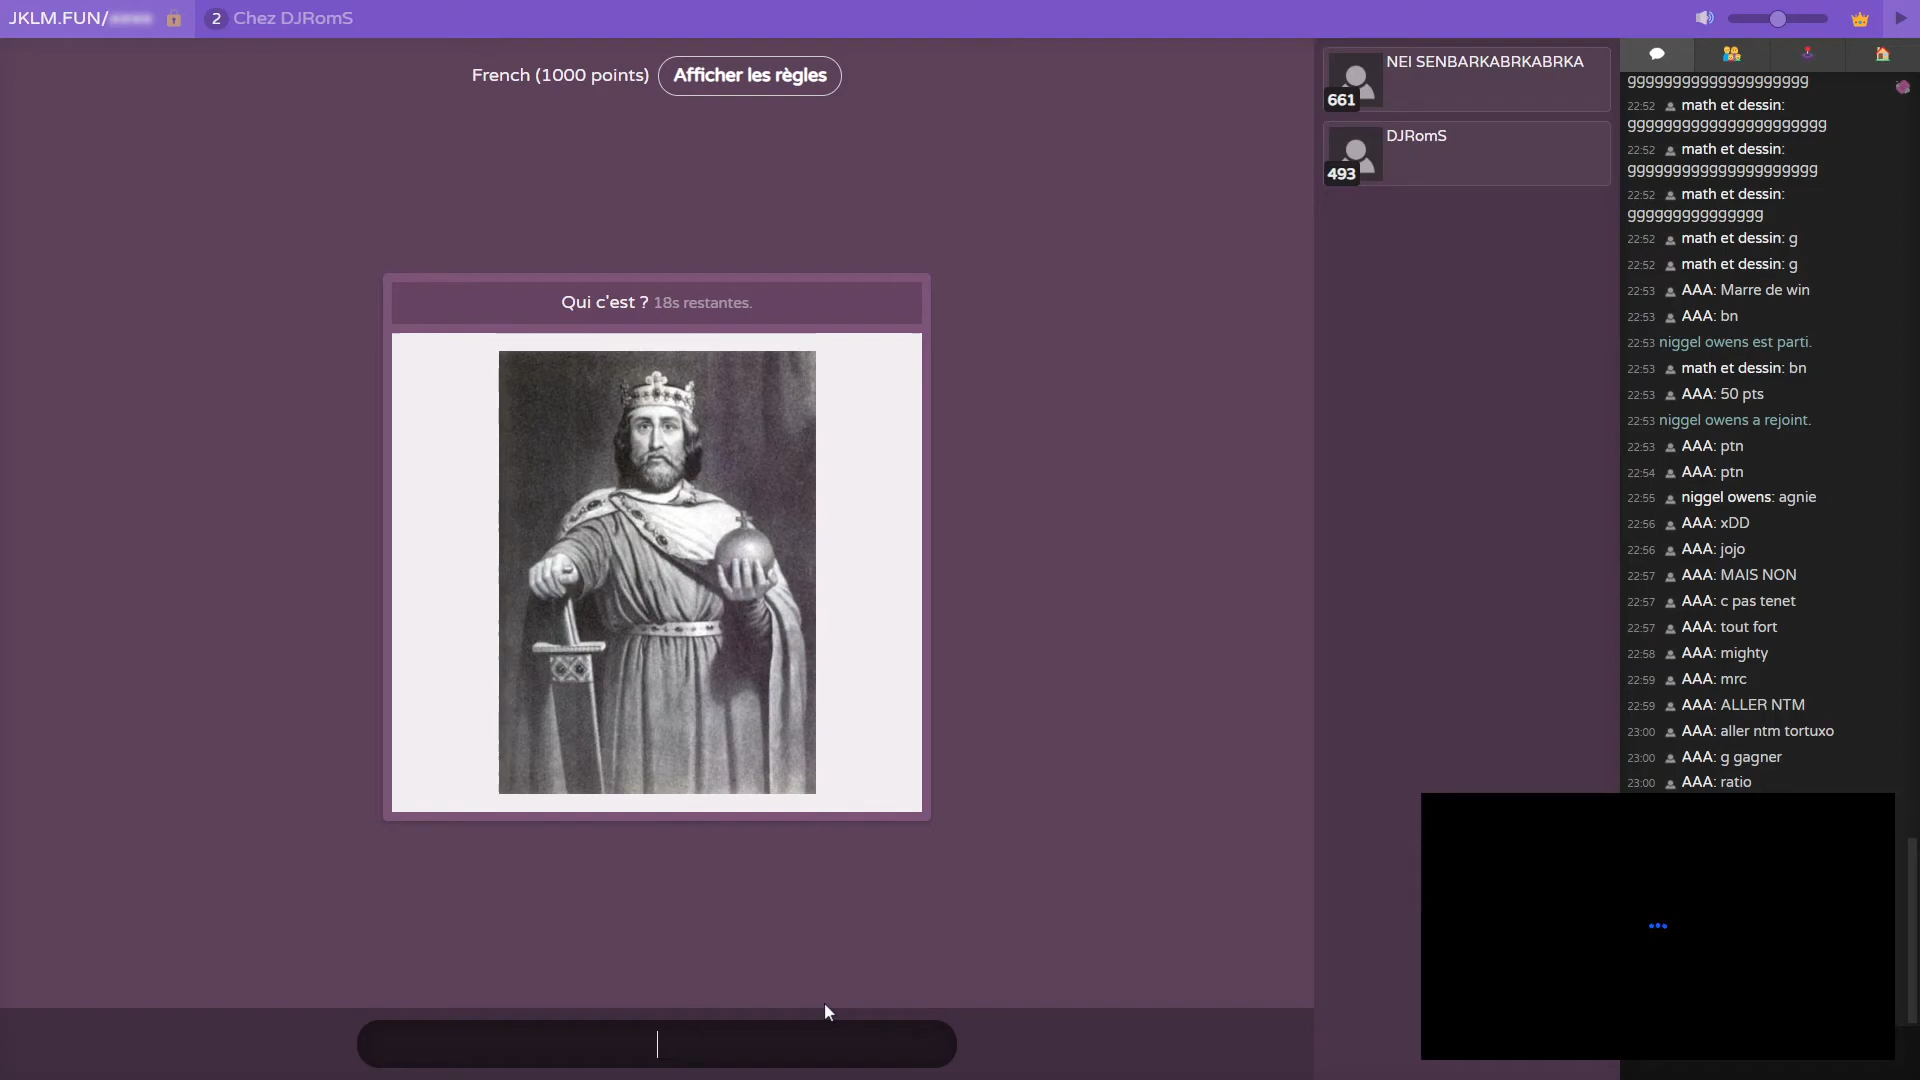 JKLM.FUN/
2 Chez DJRomS
French (1000 points) Afficher les règles
Qui c'est ? 18s restantes.
NEI SENBARKABRKABRKA
661
DJRomS
493
gggggggggggggggggggg
22:52 math et dessin:
gggggggggggggggggggggg
22:52 math et dessin:
ggggggggggggggggggggg
22:52 math et dessin:
ggggggggggggggg
22:52 math et dessin: g
22:52 math et dessin: g
22:53 AAA: Marre de win
22:53 AAA: bn
22:53 niggel owens est parti.
22:53 math et dessin: bn
22:53 AAA: 50 pts
22:53 niggel owens a rejoint.
22:53 AAA: ptn
22:54 AAA: ptn
22:55 niggel owens: agnie
22:56 AAA: xDD
22:56 AAA: jojo
22:57 AAA: MAIS NON
22:57 AAA: c pas tenet
22:57 AAA: tout fort
22:58 AAA: mighty
22:59 AAA: mrc
22:59 AAA: ALLER NTM
23:00 AAA: aller ntm tortuxo
23:00 AAA: g gagner
23:00 AAA: ratio